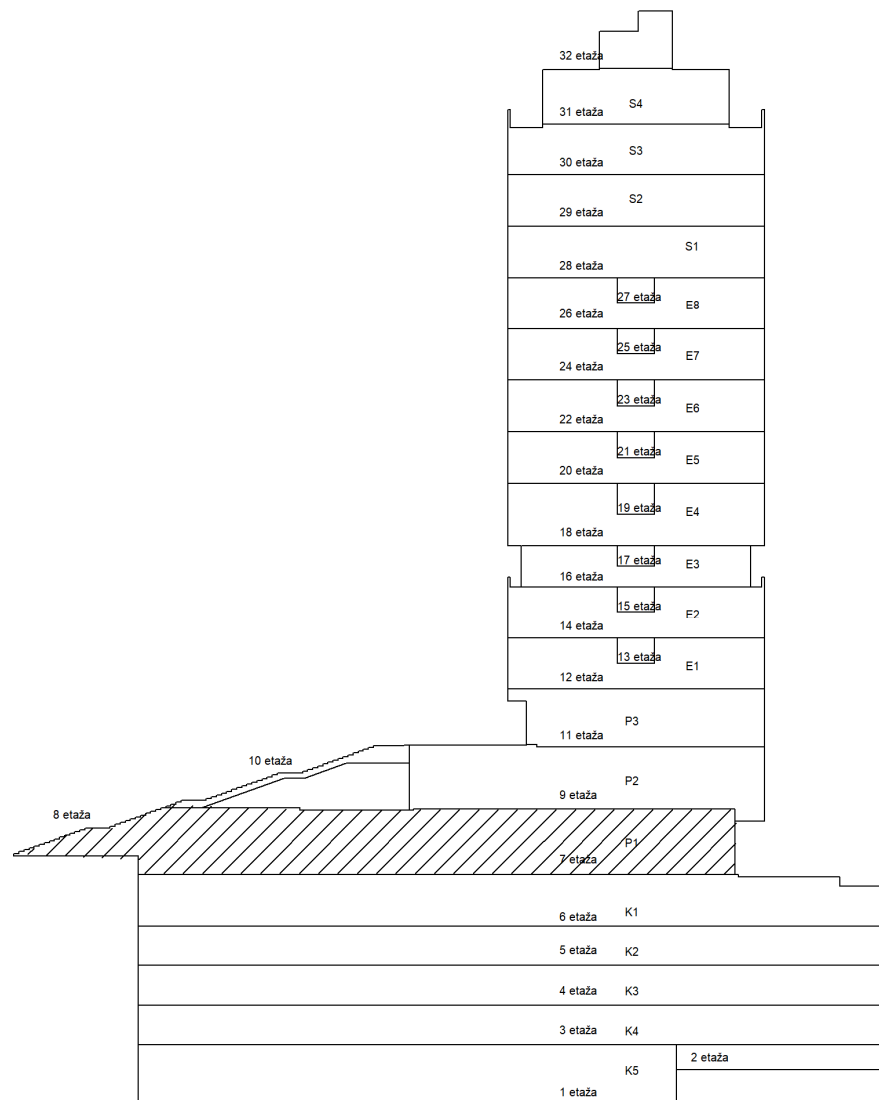 32 etaža
S4
31 etaža
S3
30 etaža
S2
29 etaža
S1
28 etaža
27 etaža
E8
26 etaža
25 etaža
E7
24 etaža
23 etaža
E6
22 etaža
21 etaža
E5
20 etaža
19 etaža
E4
18 etaža
17 etaža
E3
16 etaža
15 etaža
E2
14 etaža
13 etaža
E1
12 etaža
P3
11 etaža
10 etaža
P2
9 etaža
8 etaža
P1
7 etaža
K1
6 etaža
5 etaža K2
4 etaža K3
3 etaža K4
2 etaža
K5
1 etaža